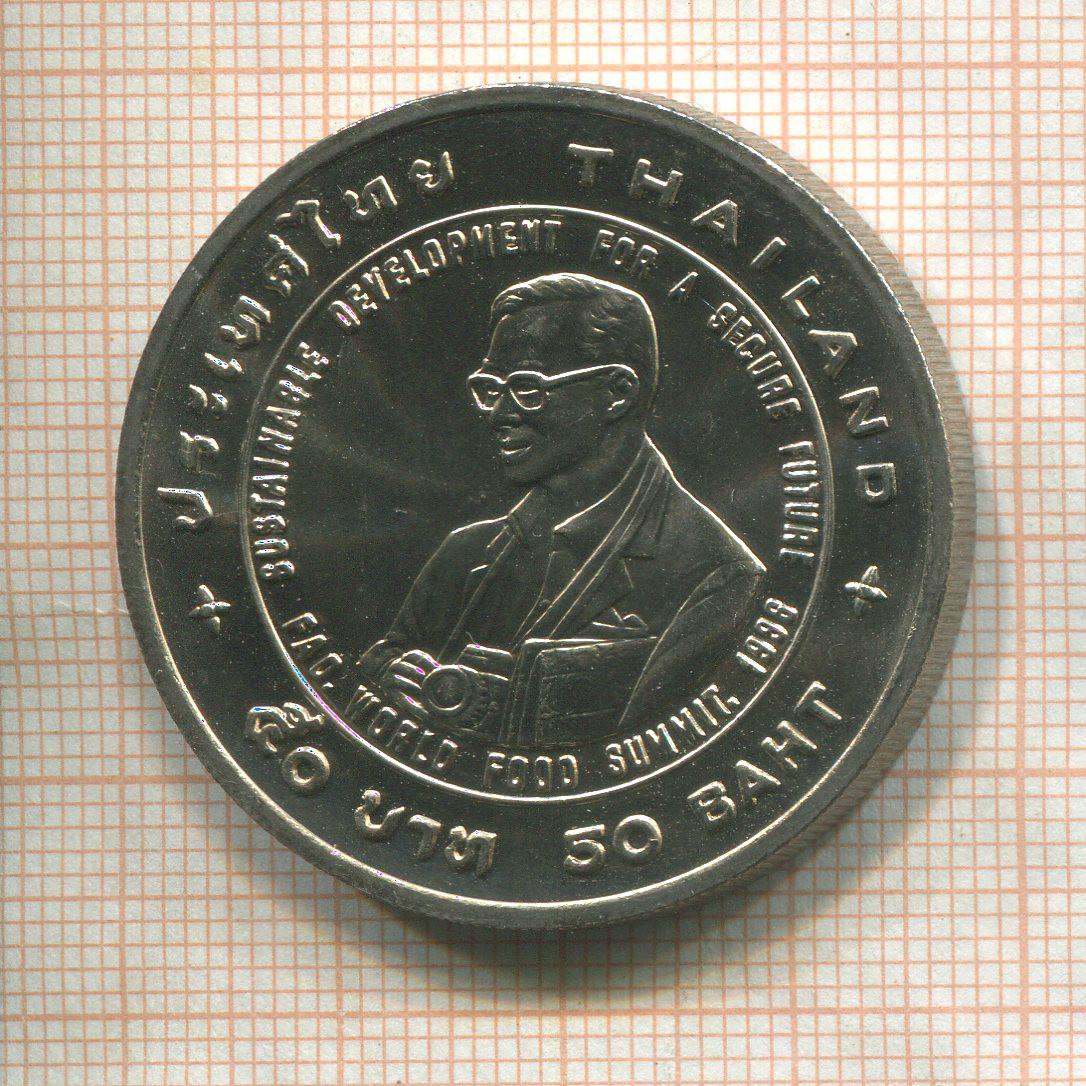 ประเทศไทย THAILAND
SUSTAINABLE DEVELOPMENT FOR A SECURE FUTURE
FAO. WORLD FOOD SUMMIT. 1996
๕๐ บาท 50 BAHT